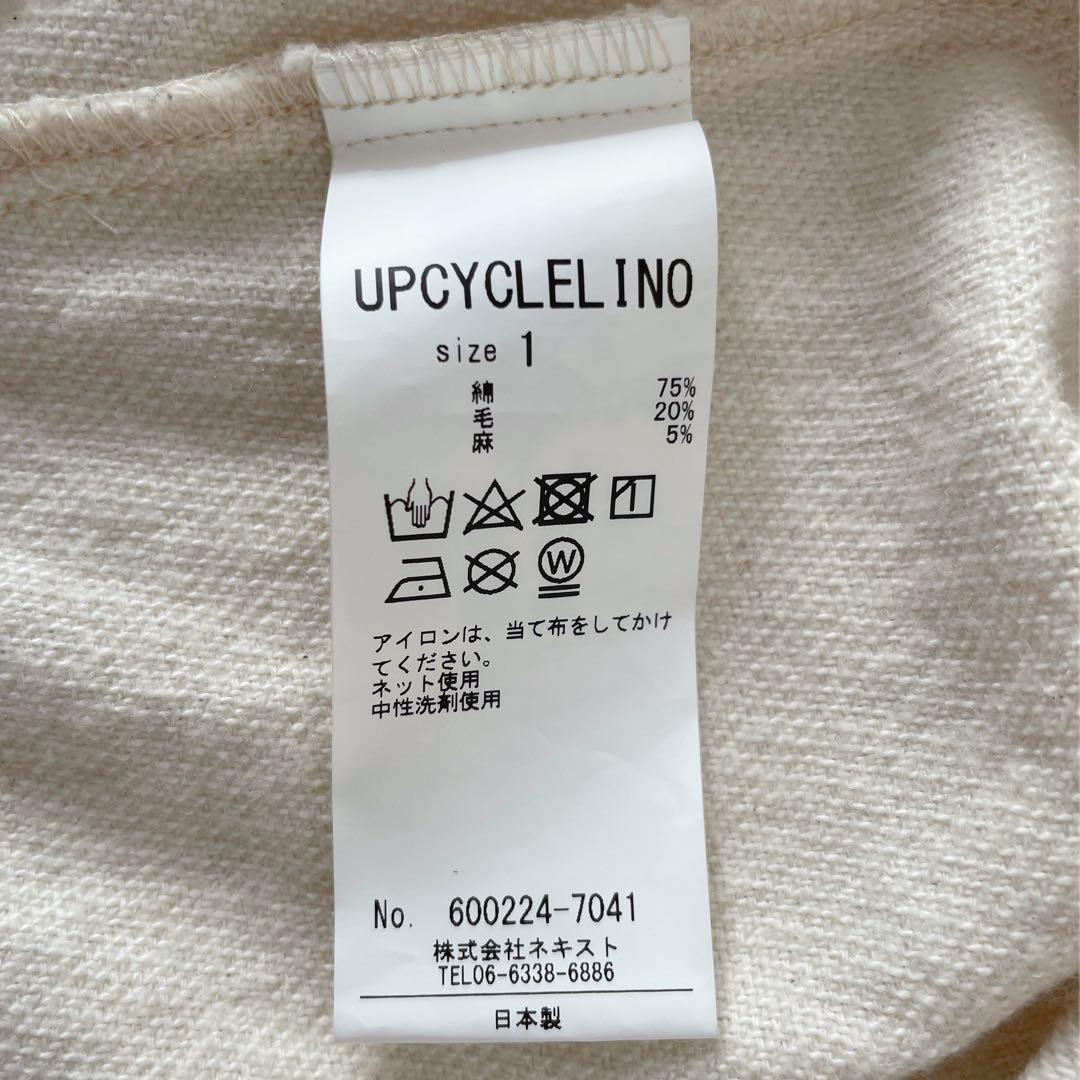 UPCYCLELINO
size 1
綿 75%
毛 20%
麻 5%
W
アイロンは、当て布をしてかけ
てください。
ネット使用
中性洗剤使用
No. 600224-7041
株式会社ネキスト
TEL06-6338-6886
日本製